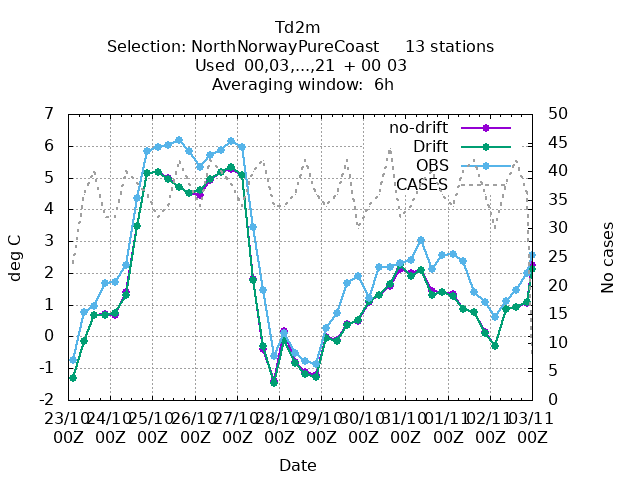 Td2m
Selection: NorthNorwayPureCoast 13 stations
Used 00,03,...,21 + 00 03
Averaging window: 6h
7 50
6 45
5 40
4 35
3 30
2 25
1 20
0 15
-1 10
-2 5
0
no-drift
Drift
OBS
CASES
deg C
No cases
23/10 24/10 25/10 26/10 27/10 28/10 29/10 30/10 31/10 01/11 02/11 03/11
00Z 00Z 00Z 00Z 00Z 00Z 00Z 00Z 00Z 00Z 00Z 00Z
Date